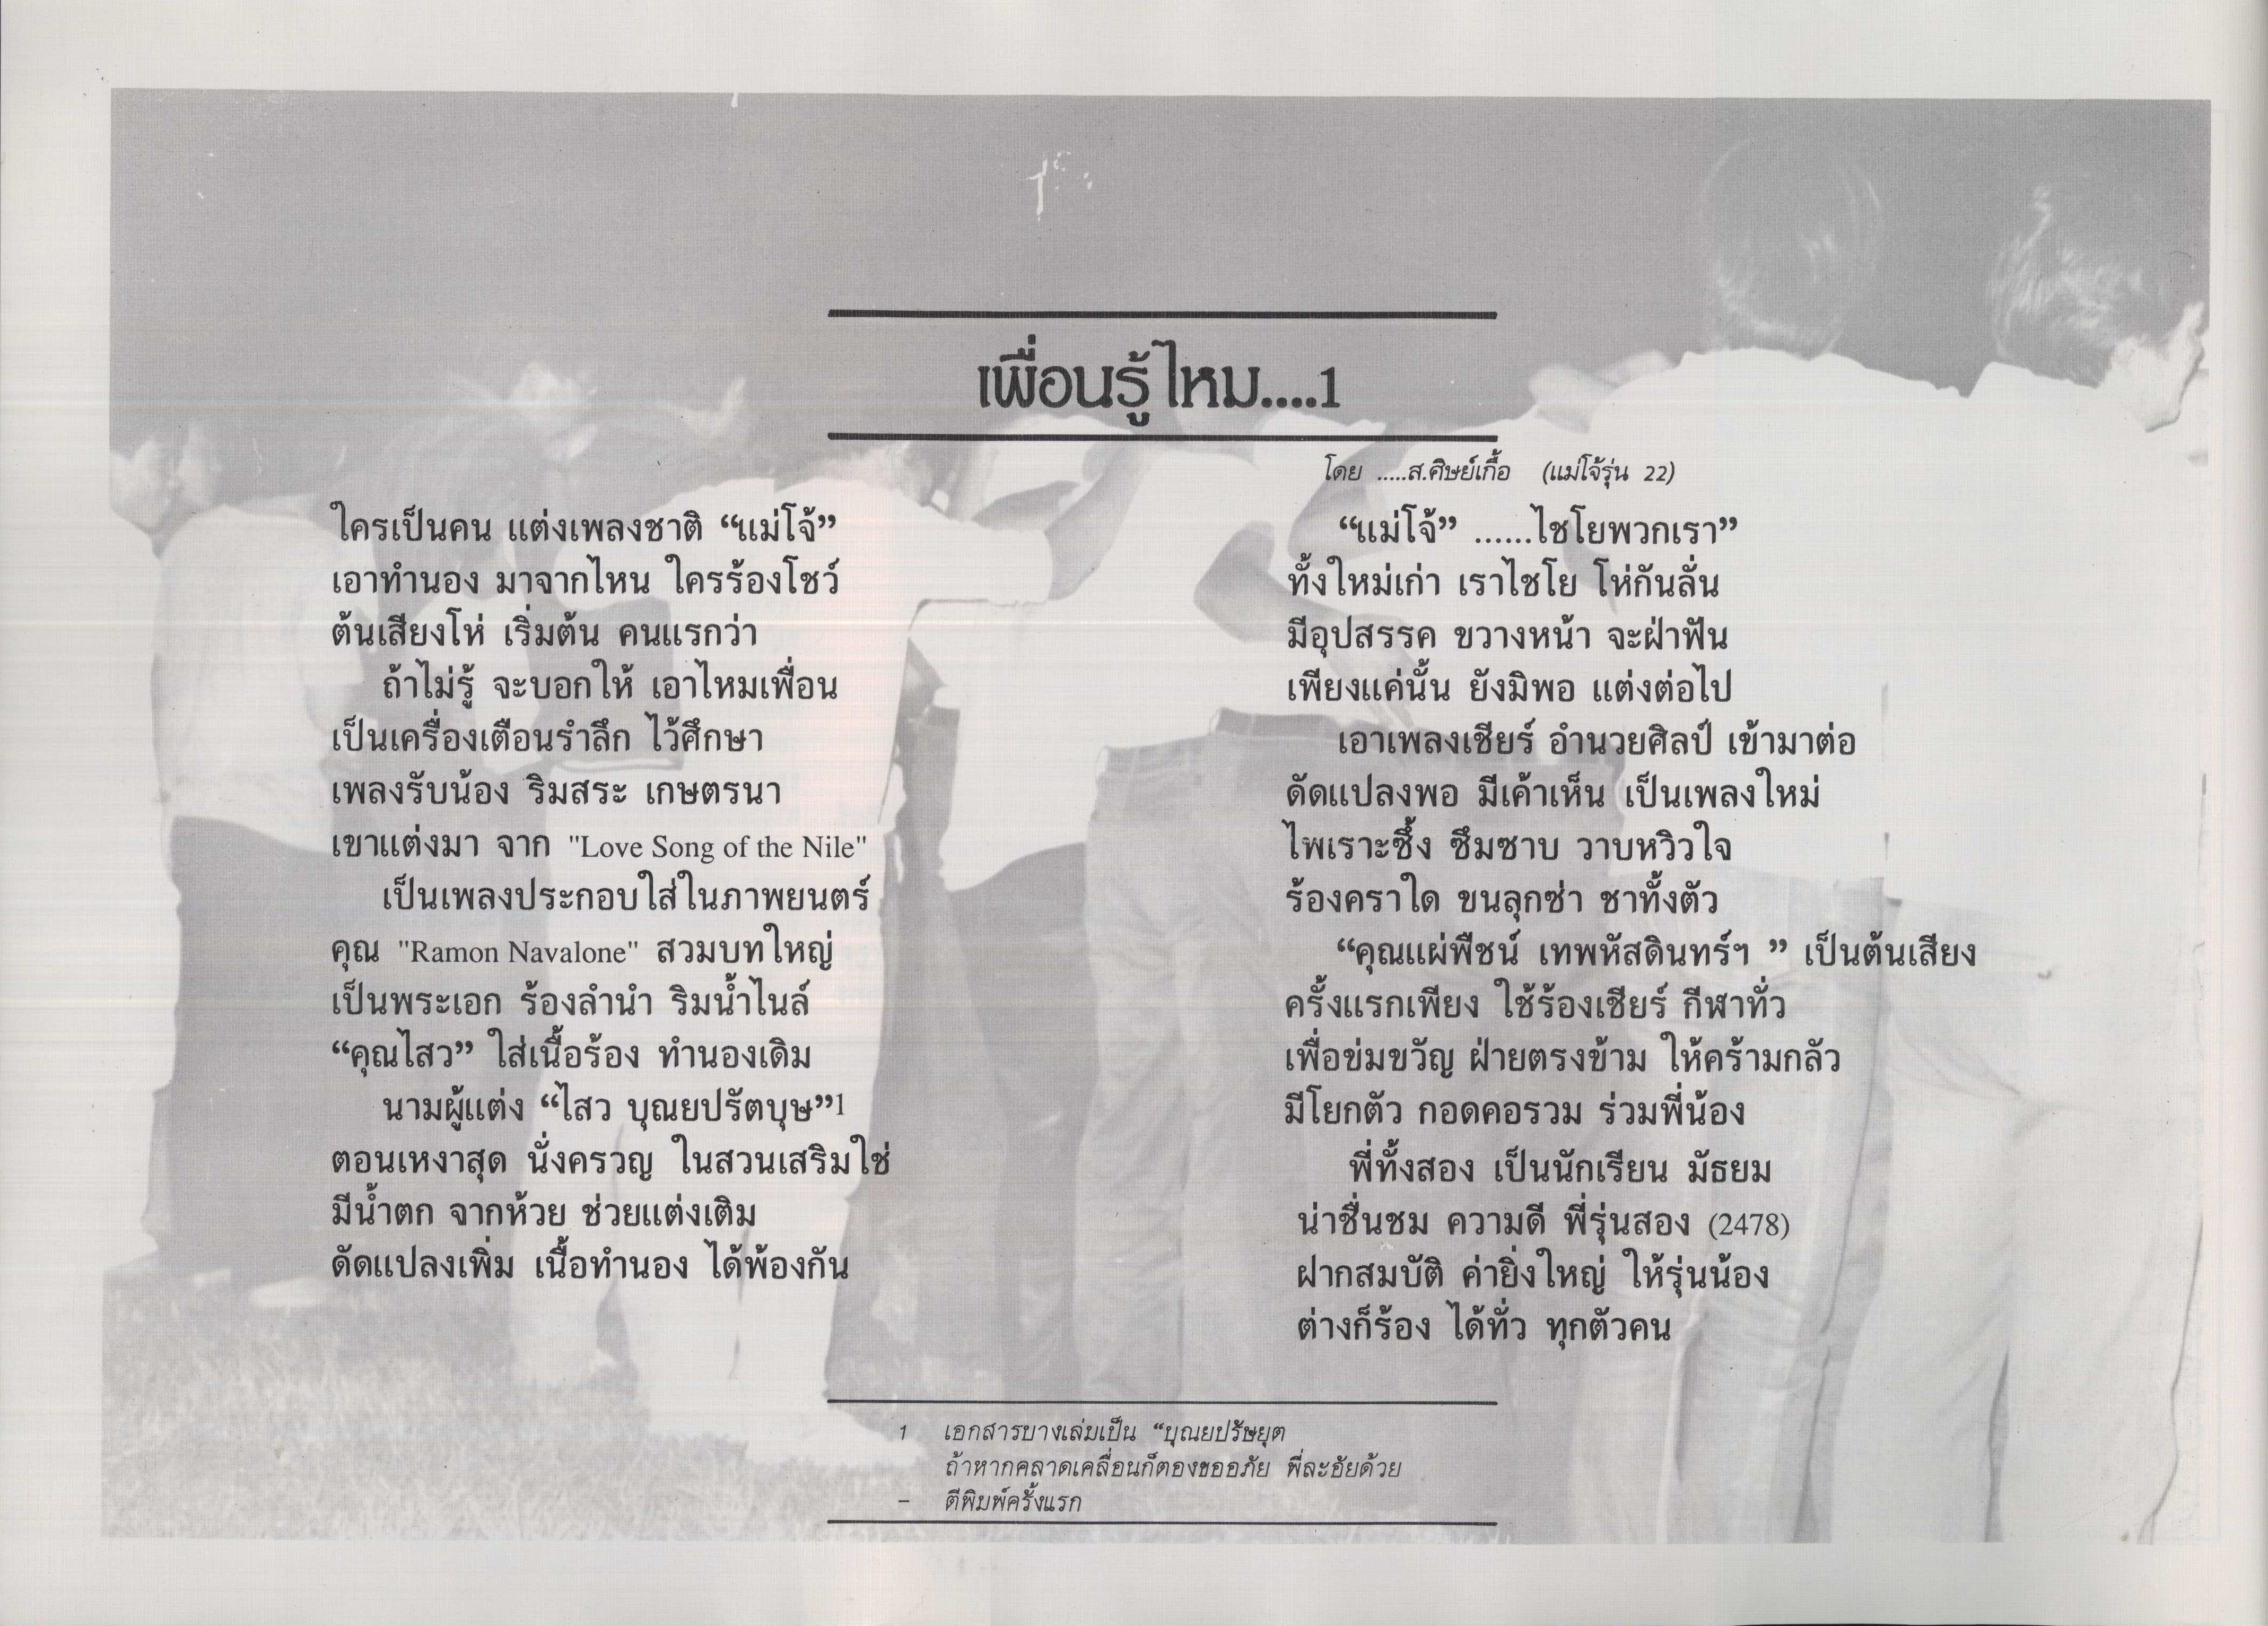 เพื่อนรู้ไหม....1
โดย .....ส.ศิษย์เกื้อ (แม่โจ้รุ่น 22)
ใครเป็นคน แต่งเพลงชาติ “แม่โจ้”
เอาทำนอง มาจากไหน ใครร้องโชว์
ต้นเสียงโห่ เริ่มต้น คนแรกว่า
ถ้าไม่รู้ จะบอกให้ เอาไหมเพื่อน
เป็นเครื่องเตือนรำลึก ไว้ศึกษา
เพลงรับน้อง ริมสระ เกษตรนา
เขาแต่งมา จาก "Love Song of the Nile"
เป็นเพลงประกอบใส่ในภาพยนตร์
คุณ "Ramon Navalone" สวมบทใหญ่
เป็นพระเอก ร้องลำนำ ริมน้ำไนล์
“คุณไสว” ใส่เนื้อร้อง ทำนองเดิม
นามผู้แต่ง “ไสว บุณยปรัตบุษ”1
ตอนเหงาสุด นั่งครวญ ในสวนเสริมใช่
มีน้ำตก จากห้วย ช่วยแต่งเติม
ดัดแปลงเพิ่ม เนื้อทำนอง ได้พ้องกัน
“แม่โจ้” ......ไชโยพวกเรา”
ทั้งใหม่เก่า เราไชโย โห่กันลั่น
มีอุปสรรค ขวางหน้า จะฝ่าฟัน
เพียงแค่นั้น ยังมิพอ แต่งต่อไป
เอาเพลงเชียร์ อำนวยศิลป์ เข้ามาต่อ
ดัดแปลงพอ มีเค้าเห็น เป็นเพลงใหม่
ไพเราะซึ้ง ซึมซาบ วาบหวิวใจ
ร้องคราใด ขนลุกซ่า ชาทั้งตัว
“คุณแผ่พืชน์ เทพหัสดินทร์ฯ ” เป็นต้นเสียง
ครั้งแรกเพียง ใช้ร้องเชียร์ กีฬาทั่ว
เพื่อข่มขวัญ ฝ่ายตรงข้าม ให้คร้ามกลัว
มีโยกตัว กอดคอรวม ร่วมพี่น้อง
พี่ทั้งสอง เป็นนักเรียน มัธยม
น่าชื่นชม ความดี พี่รุ่นสอง (2478)
ฝากสมบัติ ค่ายิ่งใหญ่ ให้รุ่นน้อง
ต่างก็ร้อง ได้ทั่ว ทุกตัวคน
1 เอกสารบางเล่มเป็น “บุณยปรัษยุต
ถ้าหากคลาดเคลื่อนก็ตองขออภัย พี่ละอัยด้วย
– ตีพิมพ์ครั้งแรก